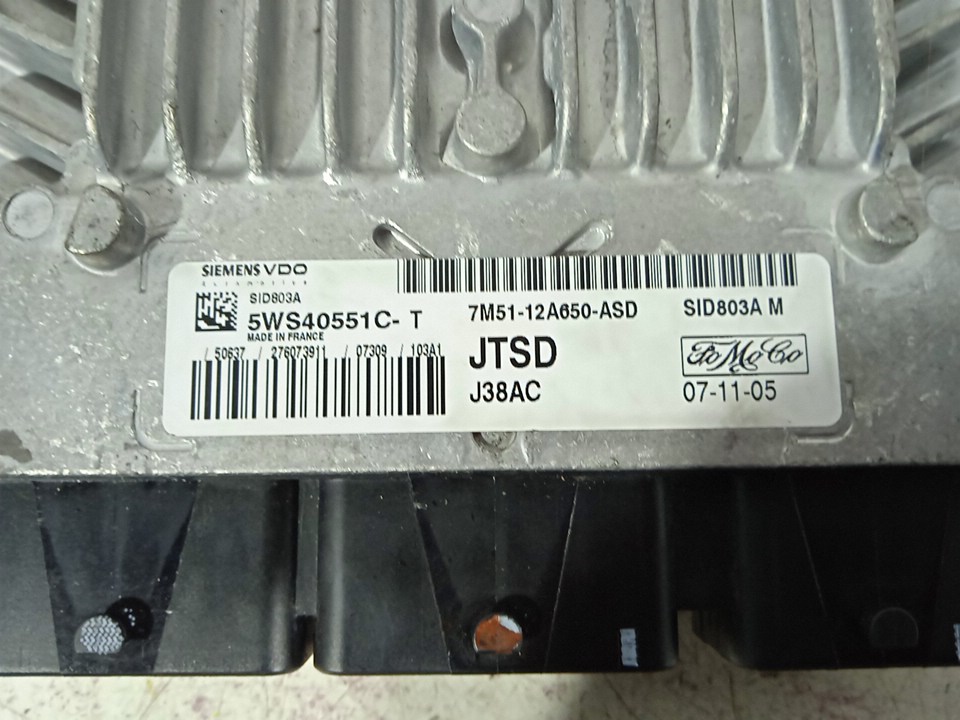 SIEMENS VDO
SID803A
5WS40551C- T
MADE IN FRANCE
/ 50637 / 276073911 / 07309 / 103A1
7M51-12A650-ASD
SID803A M
JTSD
FoMoCo
J38AC
07-11-05